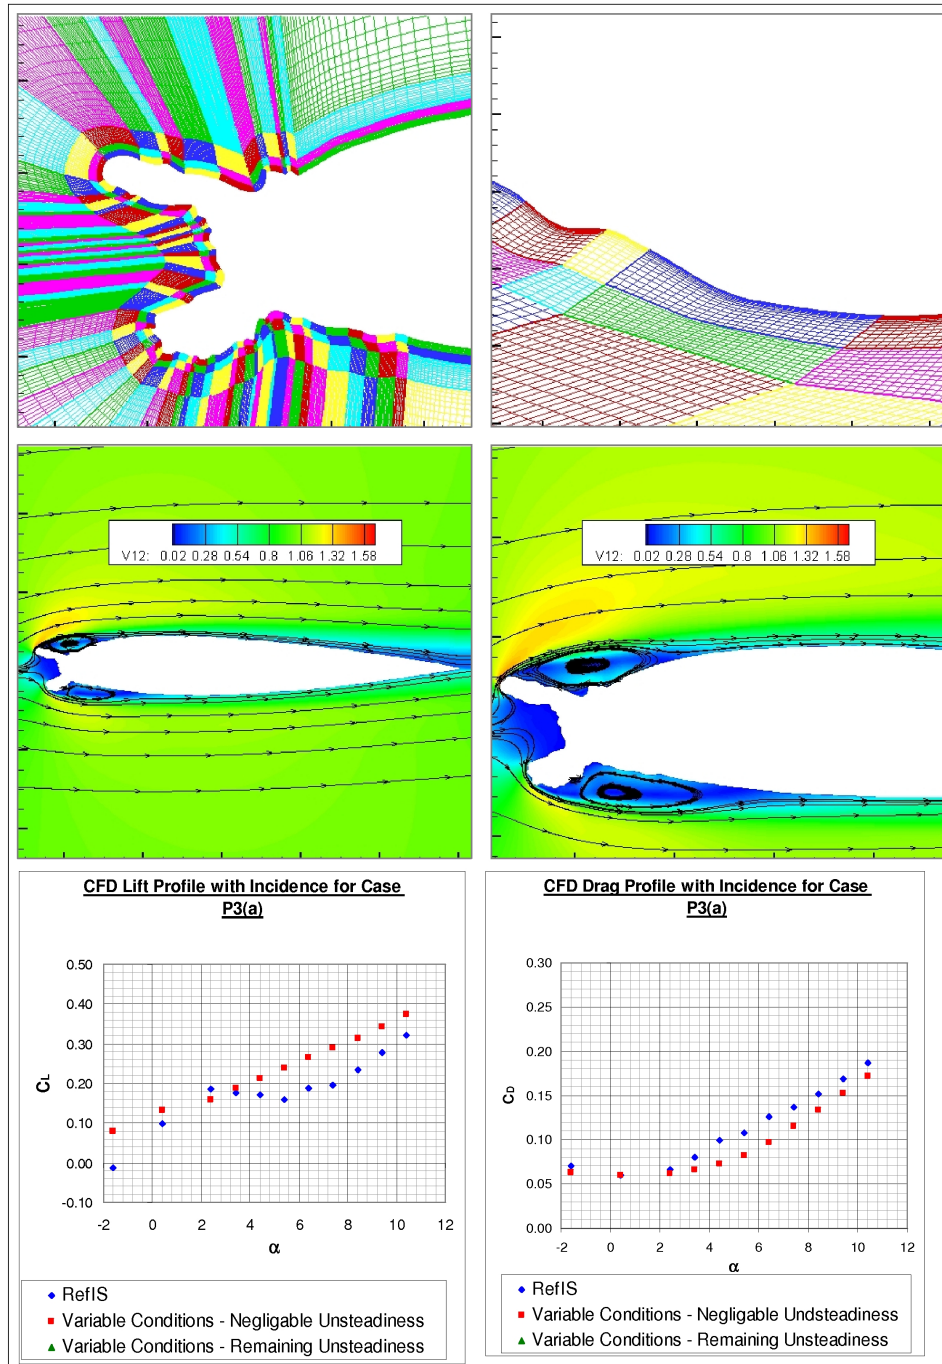 V12: 0.02 0.28 0.54 0.8 1.06 1.32 1.58
V12: 0.02 0.28 0.54 0.8 1.06 1.32 1.58
CFD Lift Profile with Incidence for Case
P3(a)
0.50
0.40
0.30
0.20
0.10
0.00
-0.10
CL
-2 0 2 4 6 8 10 12
α
RefIS
Variable Conditions - Negligable Unsteadiness
Variable Conditions - Remaining Unsteadiness
CFD Drag Profile with Incidence for Case
P3(a)
0.30
0.25
0.20
0.15
0.10
0.05
0.00
CD
-2 0 2 4 6 8 10 12
α
RefIS
Variable Conditions - Negligable Undsteadiness
Variable Conditions - Remaining Unsteadiness